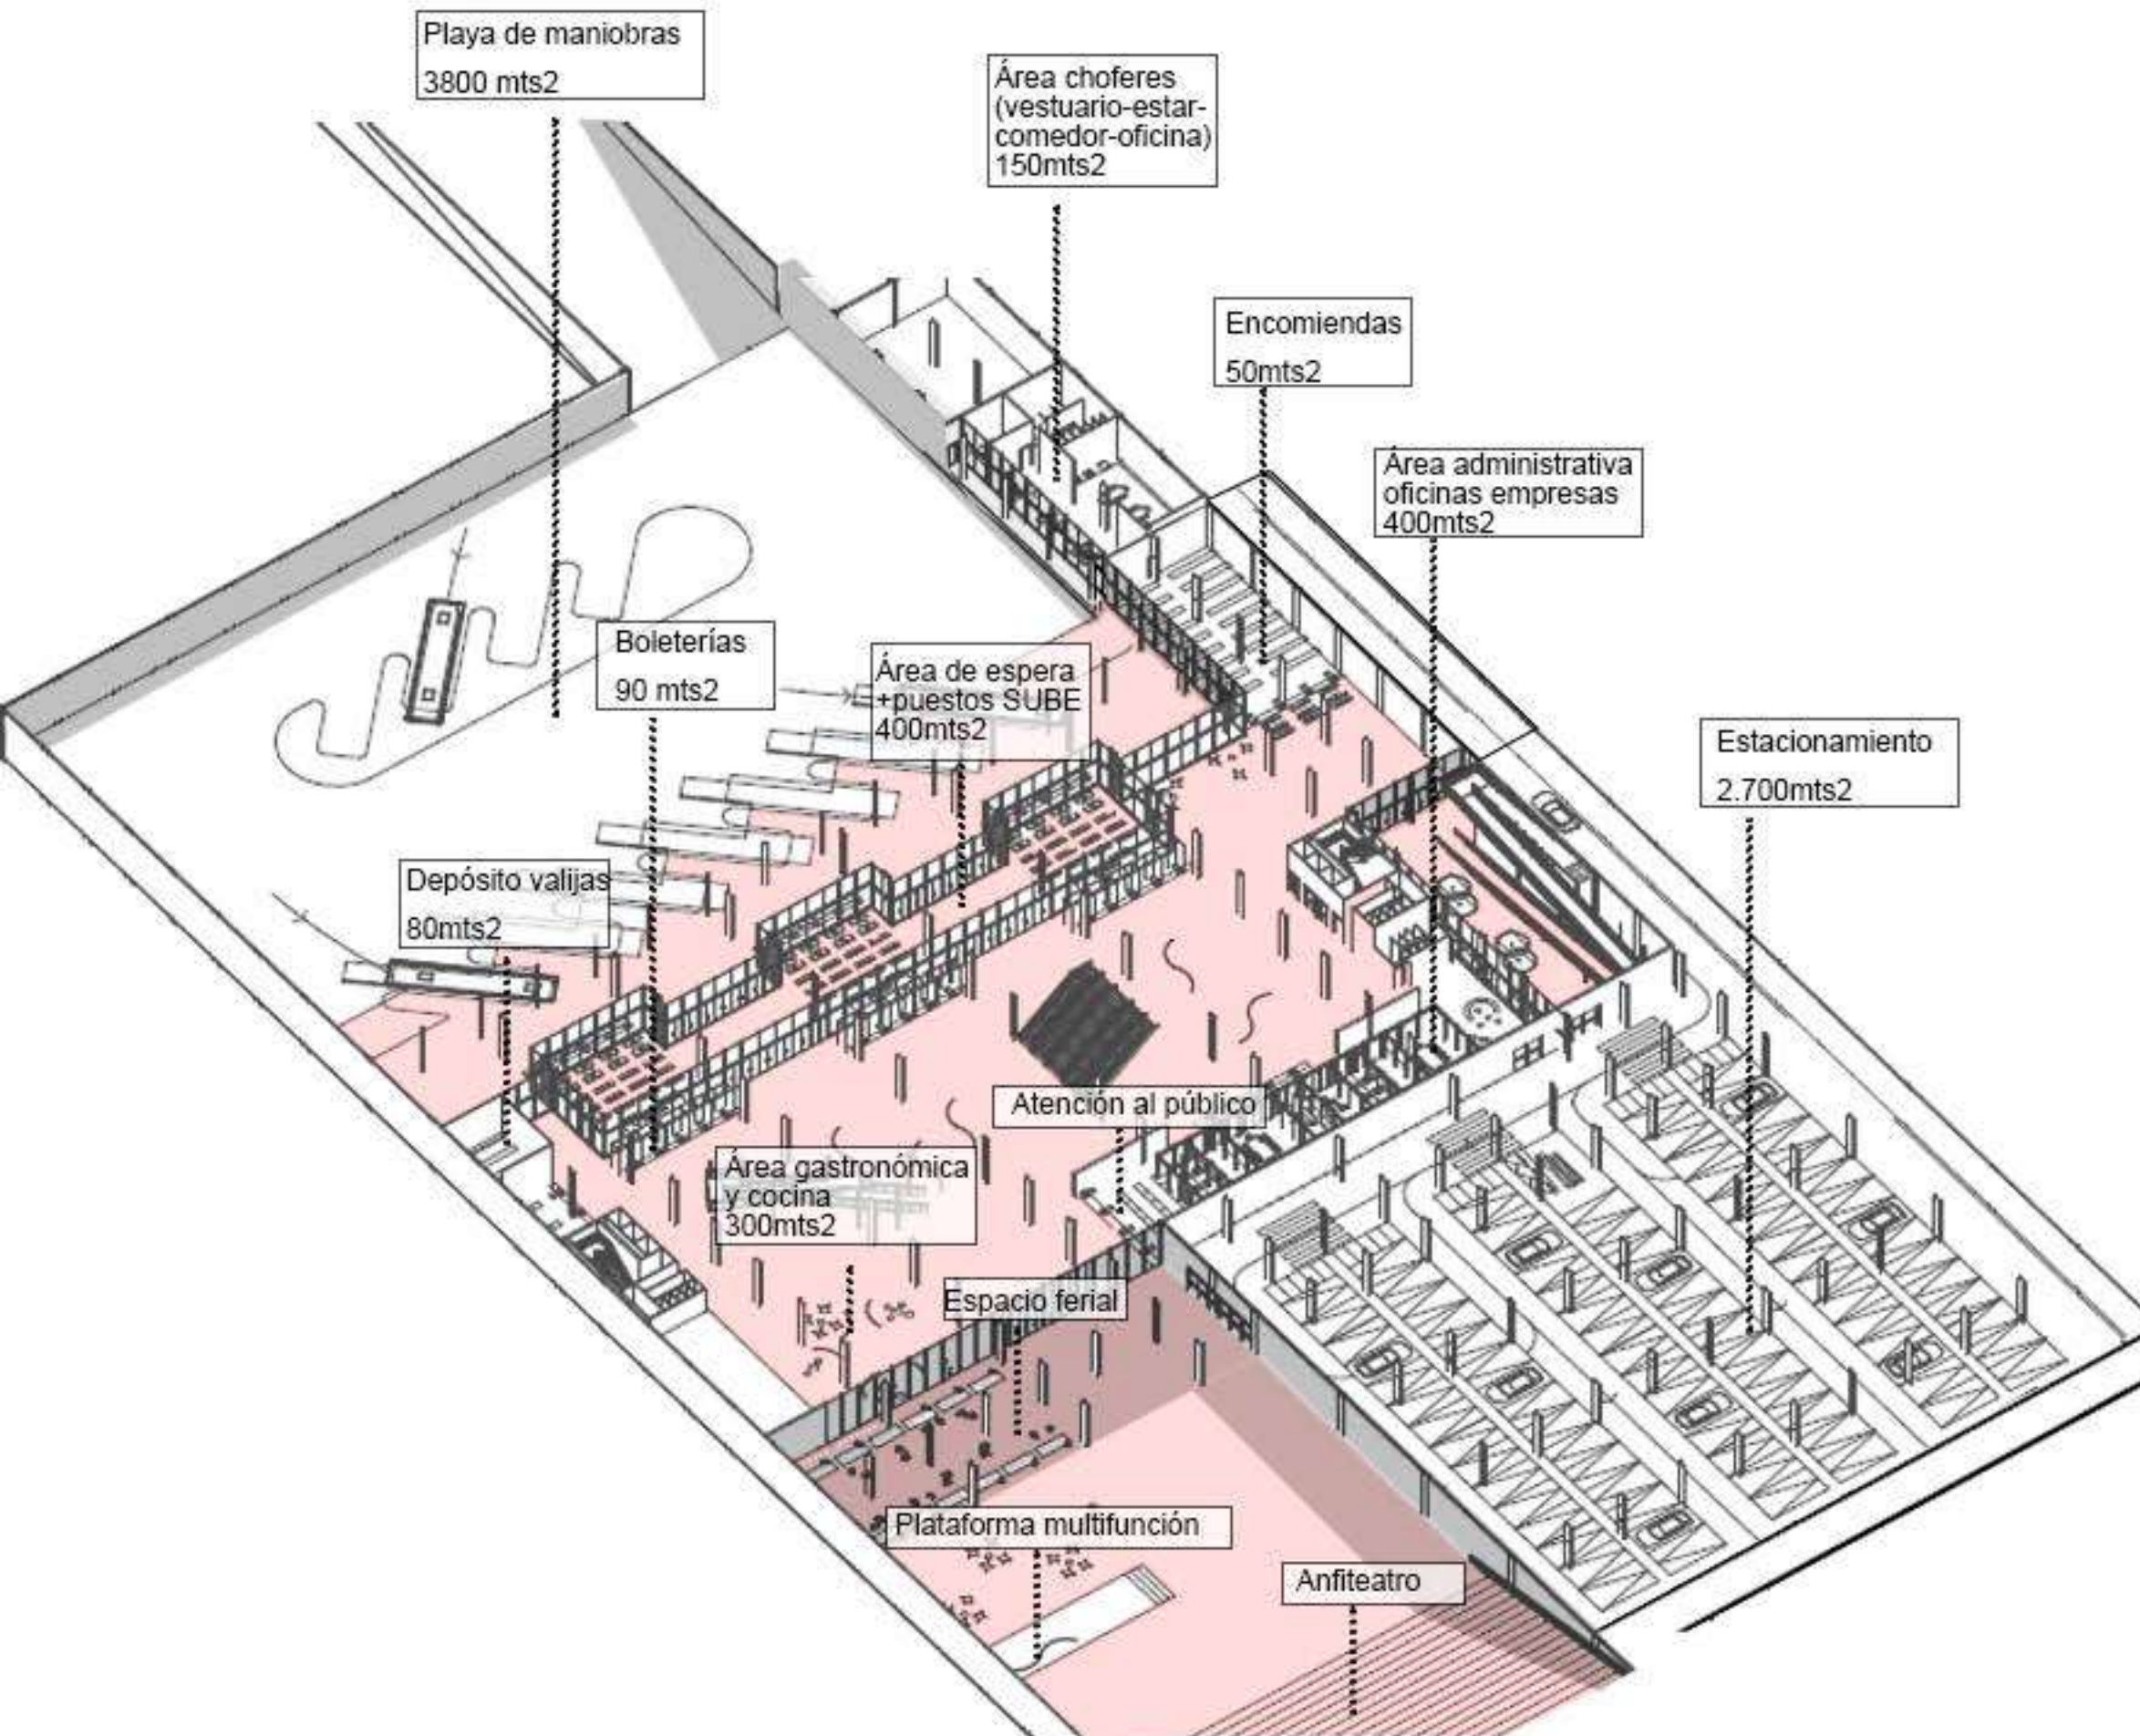 Playa de maniobras
3800 mts2
Área choferes
(vestuario-estar-
comedor-oficina)
150mts2
Encomiendas
50mts2
Área administrativa
oficinas empresas
400mts2
Boleterías
90 mts2
Área de espera
+puestos SUBE
400mts2
Estacionamiento
2.700mts2
Depósito valijas
80mts2
Atención al público
Área gastronómica
y cocina
300mts2
Espacio ferial
Plataforma multifunción
Anfiteatro